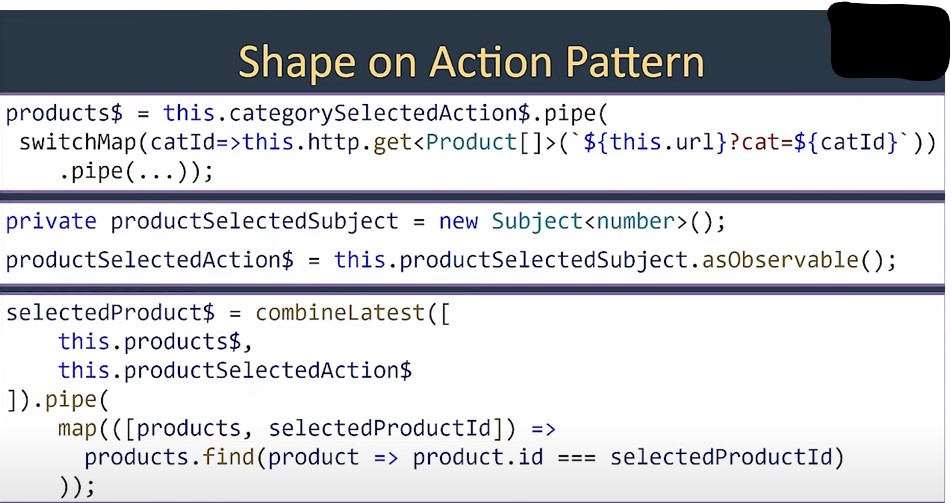 Shape on Action Pattern
products$ = this.categorySelectedAction$.pipe(
switchMap(catId=>this.http.get<Product[]>(`${this.url}?cat=${catId}`))
.pipe(...));
private productSelectedSubject = new Subject<number>();
productSelectedAction$ = this.productSelectedSubject.asObservable();
selectedProduct$ = combineLatest([
this.products$,
this.productSelectedAction$
]).pipe(
map(([products, selectedProductId]) =>
products.find(product => product.id === selectedProductId)
));